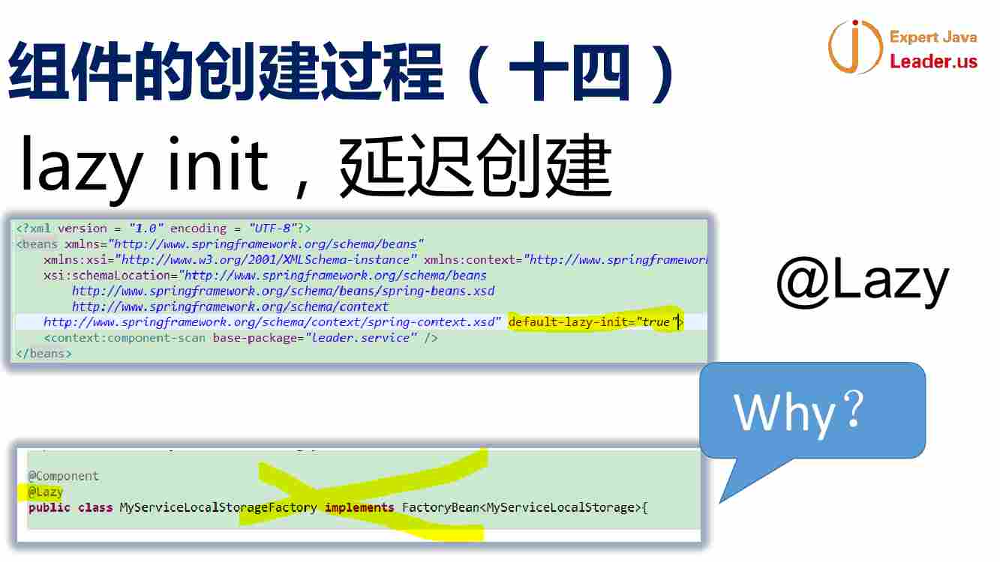 Expert Java
Leader.us
组件的创建过程（十四）
lazy init，延迟创建
<?xml version = "1.0" encoding = "UTF-8"?>
<beans xmlns="http://www.springframework.org/schema/beans"
xmlns:xsi="http://www.w3.org/2001/XMLSchema-instance" xmlns:context="http://www.springframework
xsi:schemaLocation="http://www.springframework.org/schema/beans
http://www.springframework.org/schema/beans/spring-beans.xsd
http://www.springframework.org/schema/context
http://www.springframework.org/schema/context/spring-context.xsd" default-lazy-init="true">
<context:component-scan base-package="leader.service" />
</beans>
@Lazy
Why？
@Component
@Lazy
public class MyServiceLocalStorageFactory implements FactoryBean<MyServiceLocalStorage>{